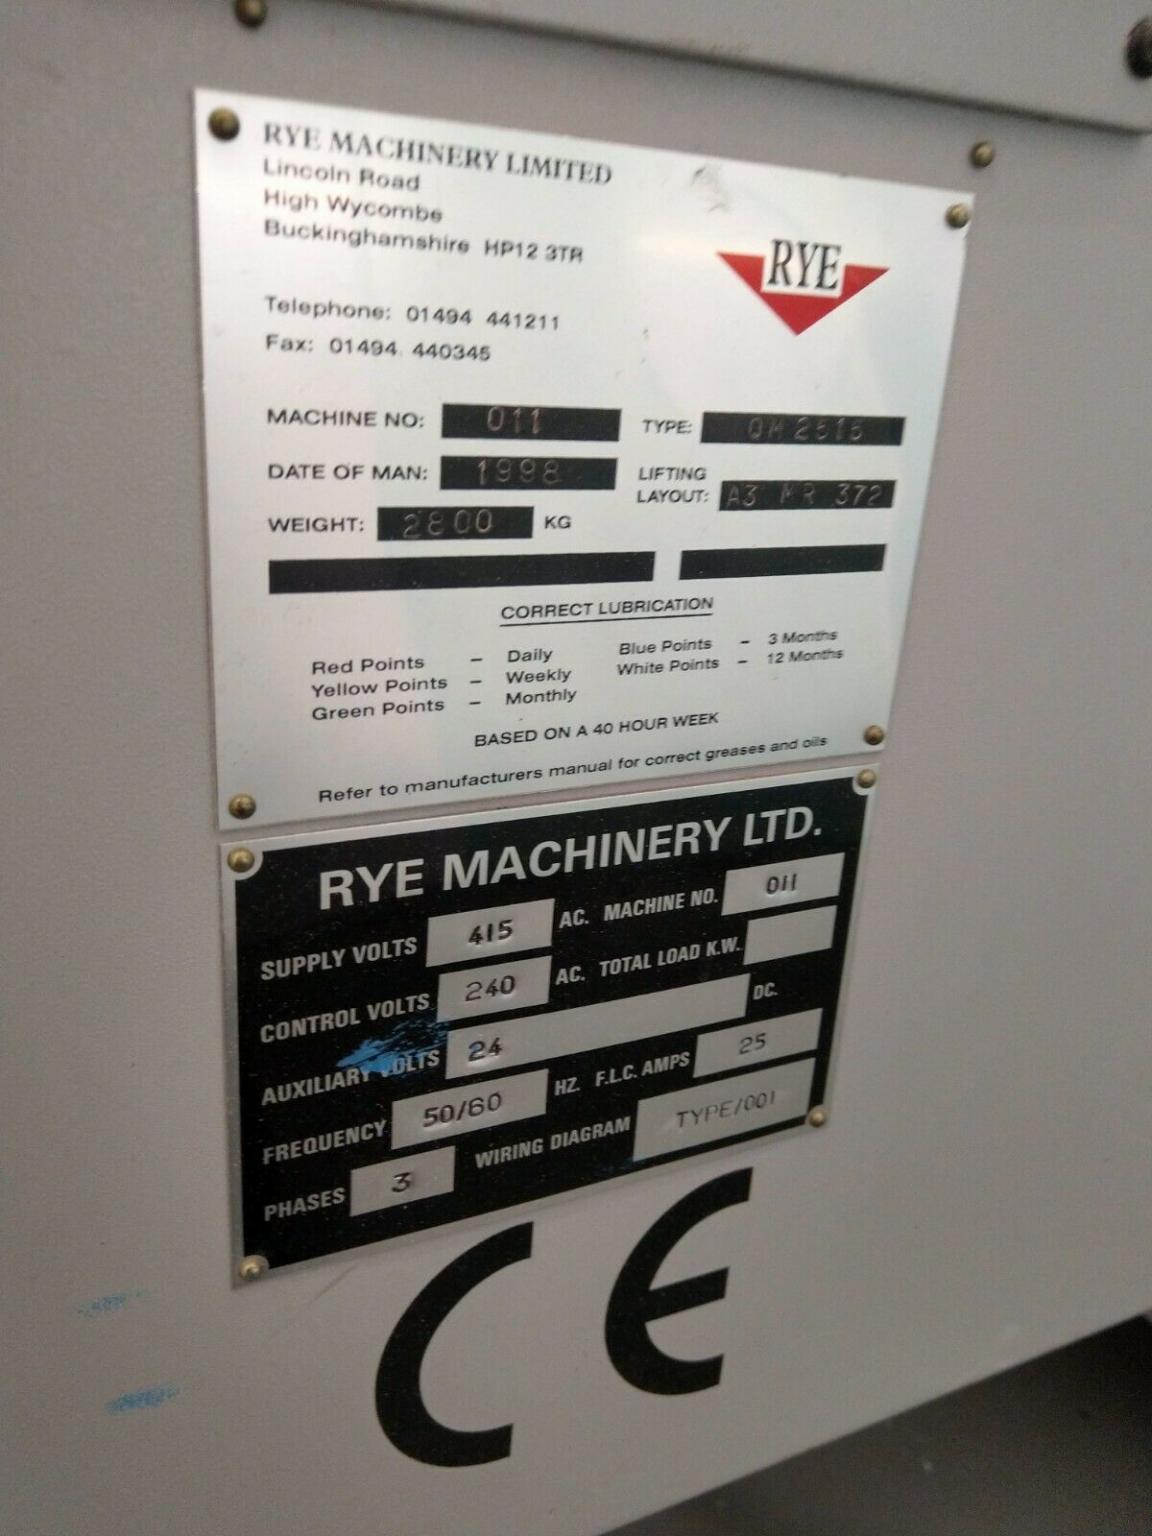 RYE MACHINERY LIMITED
Lincoln Road
High Wycombe
Buckinghamshire HP12 3TR
RYE
Telephone: 01494 441211
Fax: 01494 440345
MACHINE NO: 011 TYPE: QM 2515
DATE OF MAN: 1998 LIFTING
LAYOUT: A3 MR 372
WEIGHT: 2800 KG
CORRECT LUBRICATION
Red Points - Daily Blue Points - 3 Months
Yellow Points - Weekly White Points - 12 Months
Green Points - Monthly
BASED ON A 40 HOUR WEEK
Refer to manufacturers manual for correct greases and oils
RYE MACHINERY LTD.
SUPPLY VOLTS 415 AC. MACHINE NO. 011
CONTROL VOLTS 240 AC. TOTAL LOAD K.W.
AUXILIARY VOLTS 24 DC.
FREQUENCY 50/60 HZ. F.L.C. AMPS 25
PHASES 3 WIRING DIAGRAM TYPE/001
CE